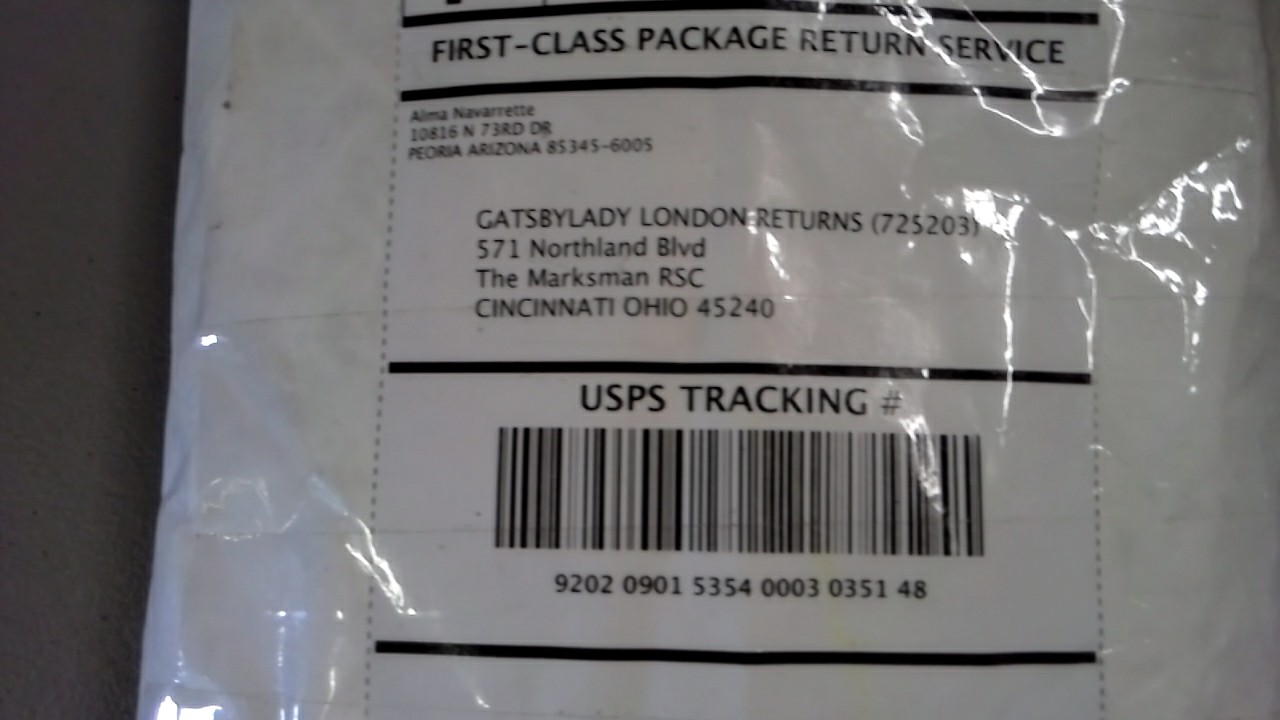 FIRST-CLASS PACKAGE RETURN SERVICE
Alma Navarrette
10816 N 73RD DR
PEORIA ARIZONA 85345-6005
GATSBYLADY LONDON RETURNS (725203)
571 Northland Blvd
The Marksman RSC
CINCINNATI OHIO 45240
USPS TRACKING #
9202 0901 5354 0003 0351 48